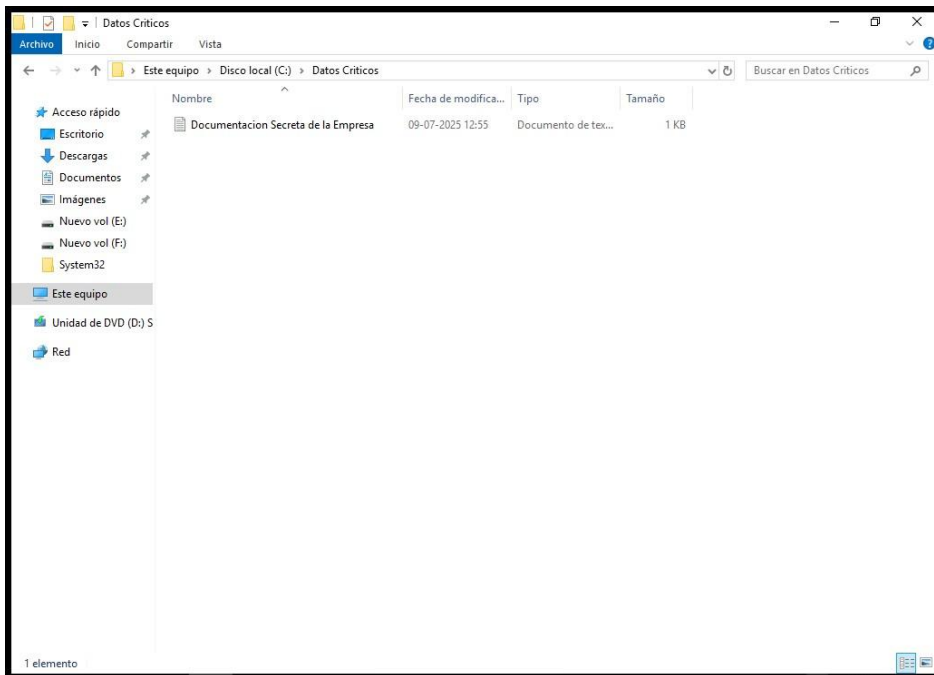 Datos Criticos
Archivo Inicio Compartir Vista
Este equipo > Disco local (C:) > Datos Criticos
Buscar en Datos Criticos
Nombre Fecha de modifica... Tipo Tamaño
Documentacion Secreta de la Empresa 09-07-2025 12:55 Documento de tex... 1 KB
Acceso rápido
Escritorio
Descargas
Documentos
Imágenes
Nuevo vol (E:)
Nuevo vol (F:)
System32
Este equipo
Unidad de DVD (D:) S
Red
1 elemento